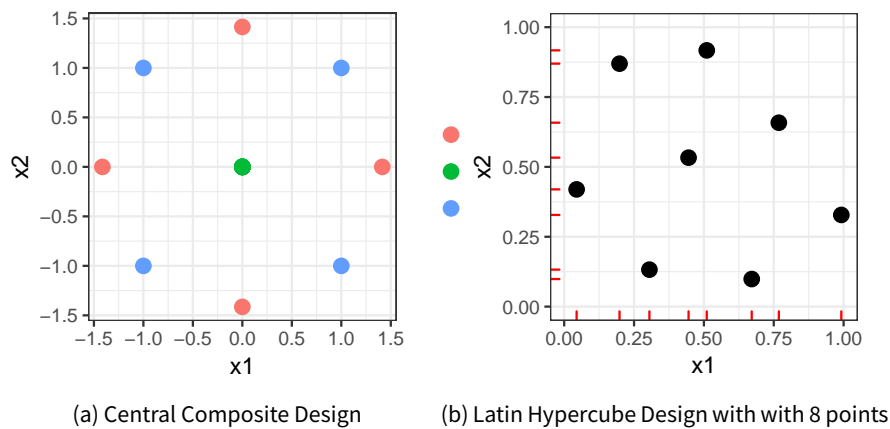 1.5
1.0
0.5
0.0
−0.5
−1.0
−1.5
x2
−1.5 −1.0 −0.5 0.0 0.5 1.0 1.5
x1
(a) Central Composite Design
1.00
0.75
0.50
0.25
0.00
x2
0.00 0.25 0.50 0.75 1.00
x1
(b) Latin Hypercube Design with with 8 points